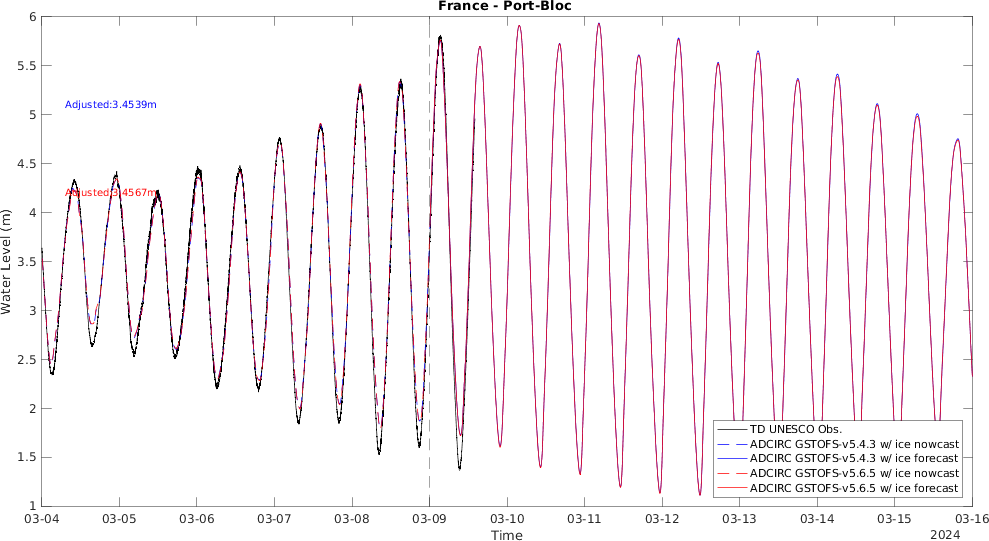 France - Port-Bloc
6
5.5
5
4.5
4
3.5
3
2.5
2
1.5
1
Water Level (m)
Adjusted:3.4539m
Adjusted:3.4567m
TD UNESCO Obs.
ADCIRC GSTOFS-v5.4.3 w/ ice nowcast
ADCIRC GSTOFS-v5.4.3 w/ ice forecast
ADCIRC GSTOFS-v5.6.5 w/ ice nowcast
ADCIRC GSTOFS-v5.6.5 w/ ice forecast
03-04 03-05 03-06 03-07 03-08 03-09 03-10 03-11 03-12 03-13 03-14 03-15 03-16
Time
2024